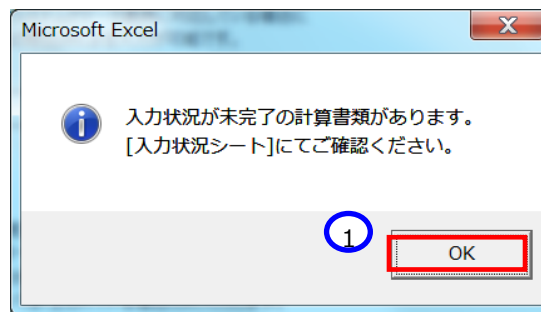 Microsoft Excel
入力状況が未完了の計算書類があります。
[入力状況シート]にてご確認ください。
1
OK